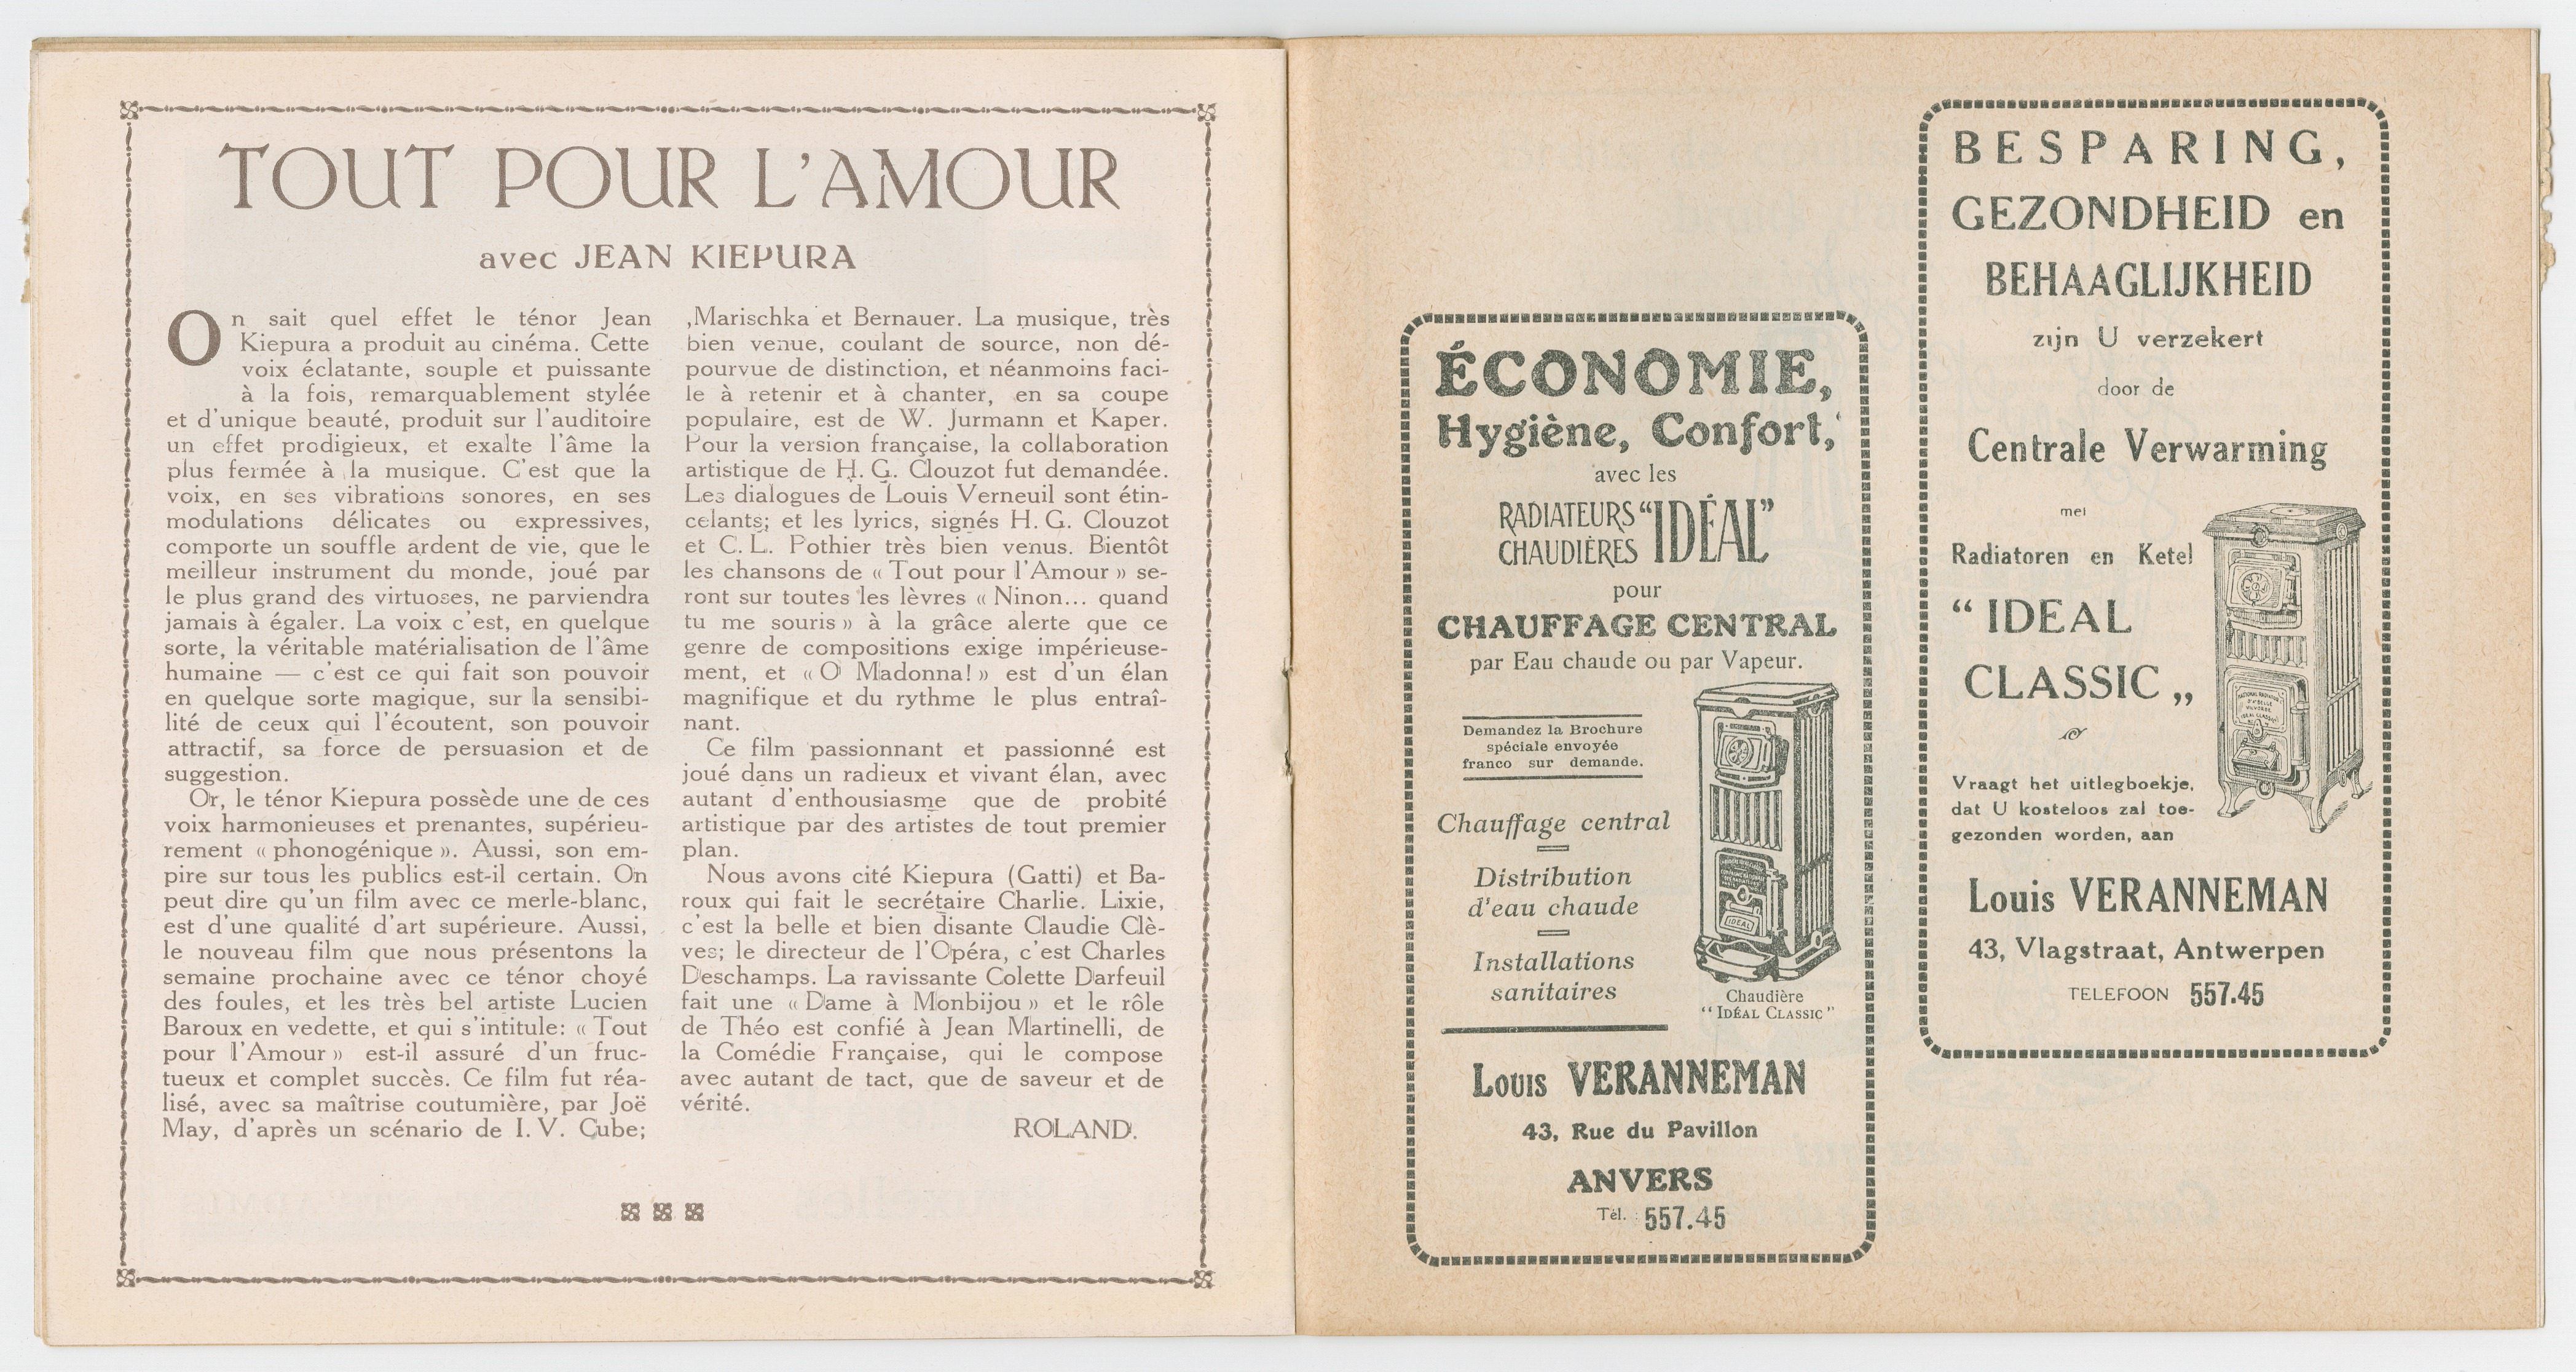 TOUT POUR L'AMOUR
avec JEAN KIEPURA
On sait quel effet le ténor Jean
Kiepura a produit au cinéma. Cette
voix éclatante, souple et puissante
à la fois, remarquablement stylée
et d'unique beauté, produit sur l'auditoire
un effet prodigieux, et exalte l'âme la
plus fermée à la musique. C'est que la
voix, en ses vibrations sonores, en ses
modulations délicates ou expressives,
comporte un souffle ardent de vie, que le
meilleur instrument du monde, joué par
le plus grand des virtuoses, ne parviendra
jamais à égaler. La voix c'est, en quelque
sorte, la véritable matérialisation de l'âme
humaine — c'est ce qui fait son pouvoir
en quelque sorte magique, sur la sensibi-
lité de ceux qui l'écoutent, son pouvoir
attractif, sa force de persuasion et de
suggestion.
Or, le ténor Kiepura possède une de ces
voix harmonieuses et prenantes, supérieu-
rement « phonogénique ». Aussi, son em-
pire sur tous les publics est-il certain. On
peut dire qu'un film avec ce merle-blanc,
est d'une qualité d'art supérieure. Aussi,
le nouveau film que nous présentons la
semaine prochaine avec ce ténor choyé
des foules, et les très bel artiste Lucien
Baroux en vedette, et qui s'intitule: « Tout
pour l'Amour » est-il assuré d'un fruc-
tueux et complet succès. Ce film fut réa-
lisé, avec sa maîtrise coutumière, par Joë
May, d'après un scénario de I. V. Cube;
,Marischka et Bernauer. La musique, très
bien venue, coulant de source, non dé-
pourvue de distinction, et néanmoins faci-
le à retenir et à chanter, en sa coupe
populaire, est de W. Jurmann et Kaper.
Pour la version française, la collaboration
artistique de H. G. Clouzot fut demandée.
Les dialogues de Louis Verneuil sont étin-
celants; et les lyrics, signés H. G. Clouzot
et C. L. Pothier très bien venus. Bientôt
les chansons de « Tout pour l'Amour » se-
ront sur toutes les lèvres « Ninon... quand
tu me souris » à la grâce alerte que ce
genre de compositions exige impérieuse-
ment, et « O Madonna! » est d'un élan
magnifique et du rythme le plus entraî-
nant.
Ce film passionnant et passionné est
joué dans un radieux et vivant élan, avec
autant d'enthousiasme que de probité
artistique par des artistes de tout premier
plan.
Nous avons cité Kiepura (Gatti) et Ba-
roux qui fait le secrétaire Charlie. Lixie,
c'est la belle et bien disante Claudie Clè-
ves; le directeur de l'Opéra, c'est Charles
Deschamps. La ravissante Colette Darfeuil
fait une « Dame à Monbijou » et le rôle
de Théo est confié à Jean Martinelli, de
la Comédie Française, qui le compose
avec autant de tact, que de saveur et de
vérité.
ROLAND.
ÉCONOMIE,
Hygiène, Confort,
avec les
RADIATEURS
CHAUDIÈRES
"IDÉAL"
pour
CHAUFFAGE CENTRAL
par Eau chaude ou par Vapeur.
Demandez la Brochure
spéciale envoyée
franco sur demande.
Chauffage central
Distribution
d'eau chaude
Installations
sanitaires
IDEAL
Chaudière
"IDÉAL CLASSIC"
Louis VERANNEMAN
43, Rue du Pavillon
ANVERS
Tél. : 557.45
BESPARING,
GEZONDHEID en
BEHAAGLIJKHEID
zijn U verzekert
door de
Centrale Verwarming
met
Radiatoren en Ketel
" IDEAL
CLASSIC „
Vraagt het uitlegboekje,
dat U kosteloos zal toe-
gezonden worden, aan
Louis VERANNEMAN
43, Vlagstraat, Antwerpen
TELEFOON 557.45